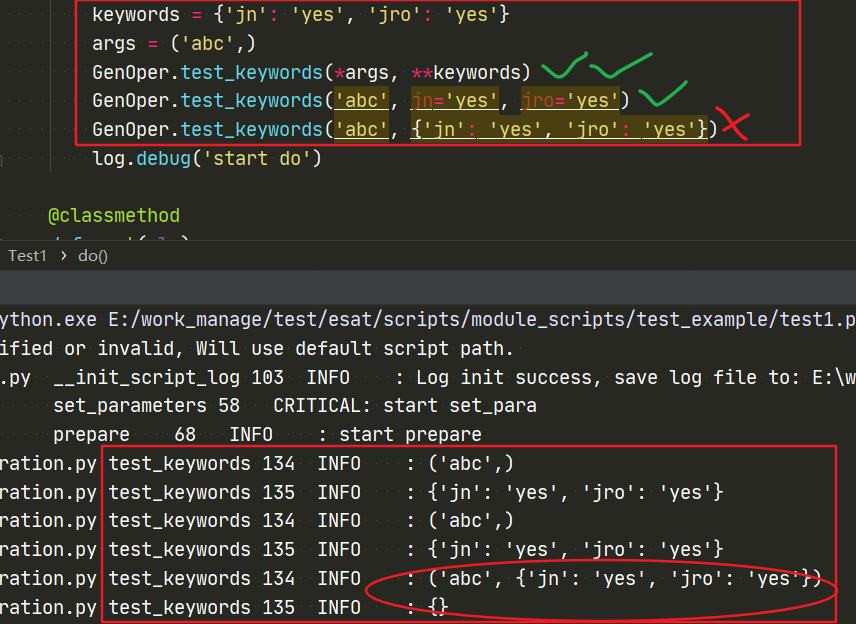 keywords = {'jn': 'yes', 'jro': 'yes'}
args = ('abc',)
GenOper.test_keywords(*args, **keywords)
GenOper.test_keywords('abc', jn='yes', jro='yes')
GenOper.test_keywords('abc', {'jn': 'yes', 'jro': 'yes'})
log.debug('start do')
@classmethod
Test1 › do()
ython.exe E:/work_manage/test/esat/scripts/module_scripts/test_example/test1.p
ified or invalid, Will use default script path.
.py __init_script_log 103 INFO : Log init success, save log file to: E:\w
set_parameters 58 CRITICAL: start set_para
prepare 68 INFO : start prepare
ration.py test_keywords 134 INFO : ('abc',)
ration.py test_keywords 135 INFO : {'jn': 'yes', 'jro': 'yes'}
ration.py test_keywords 134 INFO : ('abc',)
ration.py test_keywords 135 INFO : {'jn': 'yes', 'jro': 'yes'}
ration.py test_keywords 134 INFO : ('abc', {'jn': 'yes', 'jro': 'yes'})
ration.py test_keywords 135 INFO : {}